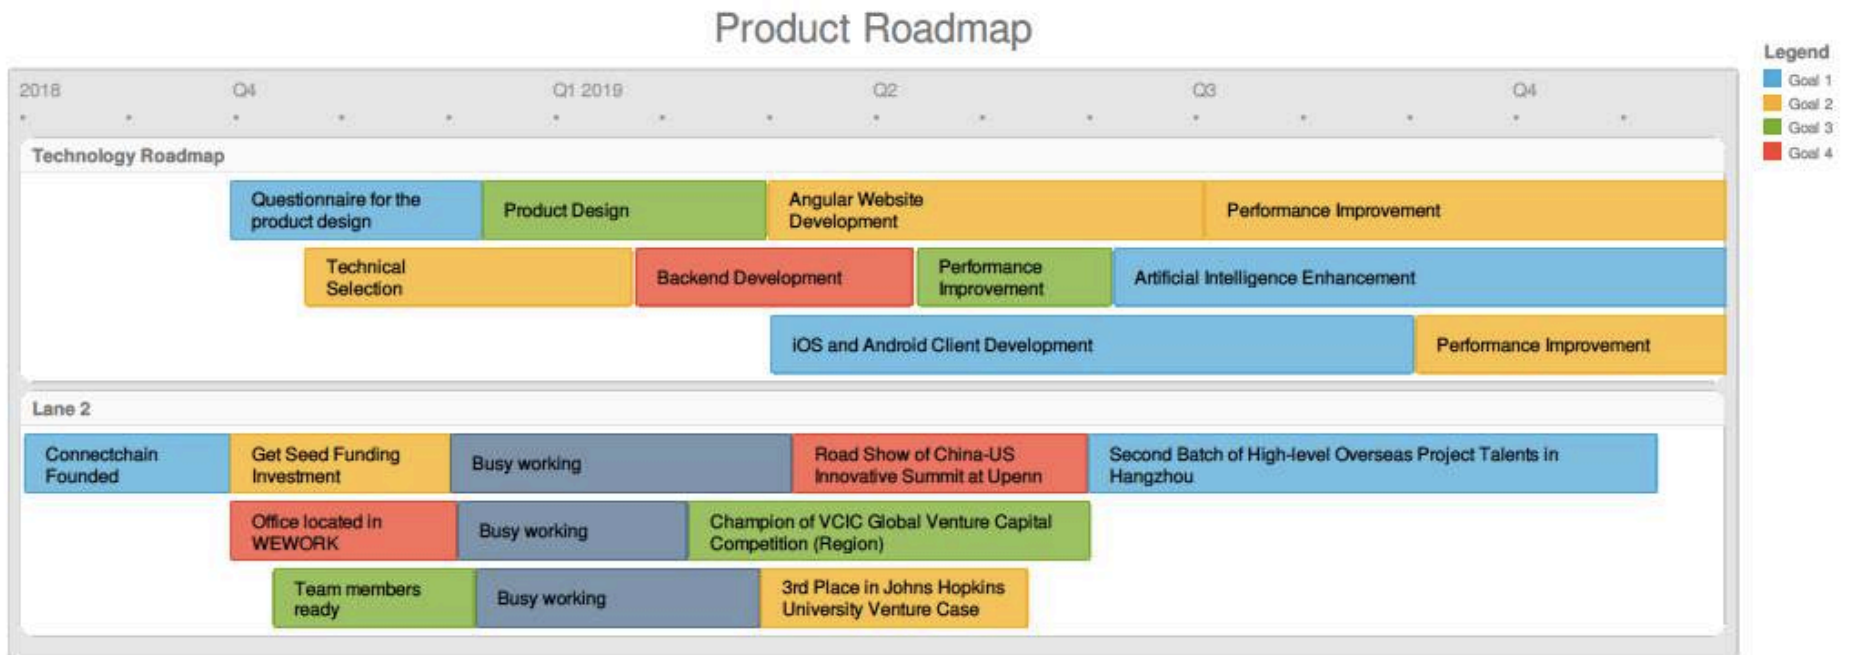 Product Roadmap
Legend
Goal 1
Goal 2
Goal 3
Goal 4
2018 Q4 Q1 2019 Q2 Q3 Q4
Technology Roadmap
Questionnaire for the
product design
Product Design
Angular Website
Development
Performance Improvement
Technical
Selection
Backend Development
Performance
Improvement
Artificial Intelligence Enhancement
iOS and Android Client Development
Performance Improvement
Lane 2
Connectchain
Founded
Get Seed Funding
Investment
Busy working
Road Show of China-US
Innovative Summit at Upenn
Second Batch of High-level Overseas Project Talents in
Hangzhou
Office located in
WEWORK
Busy working
Champion of VCIC Global Venture Capital
Competition (Region)
Team members
ready
Busy working
3rd Place in Johns Hopkins
University Venture Case